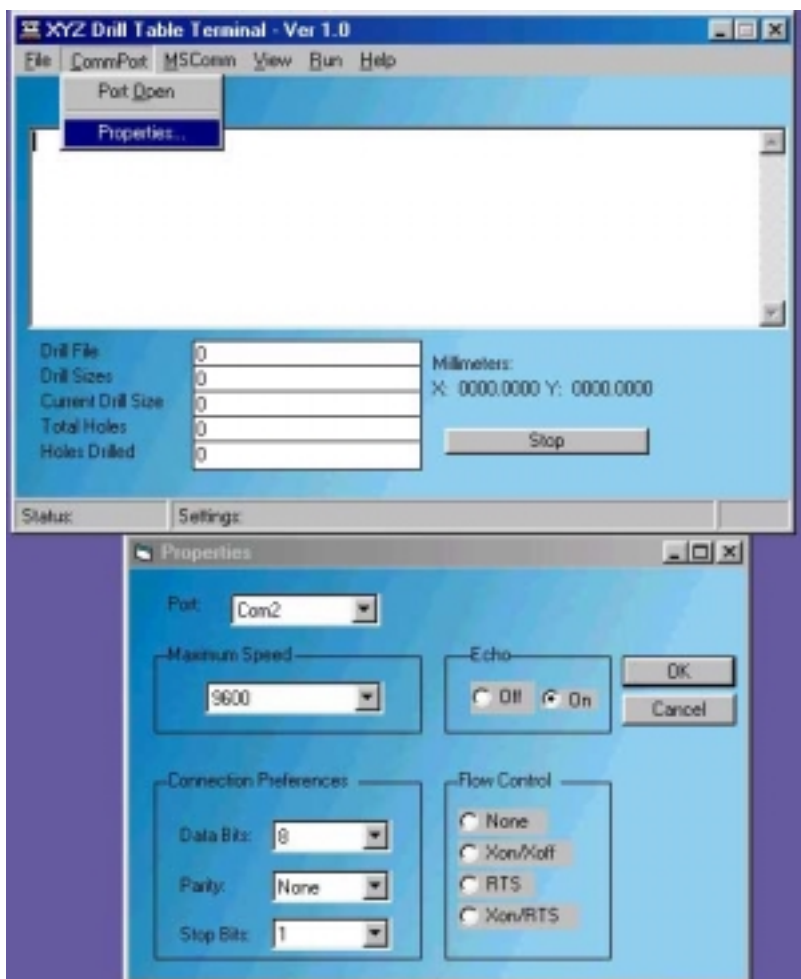 XYZ Drill Table Terminal - Ver 1.0
File CommPort MSComm View Run Help
Port Open
Properties...
Drill File 0
Drill Sizes 0
Current Drill Size 0
Total Holes 0
Holes Drilled 0
Millimeters:
X: 0000.0000 Y: 0000.0000
Stop
Status: Settings:
Properties
Port: Com2
Maximum Speed
9600
Echo
Off On
OK
Cancel
Connection Preferences
Data Bits: 8
Parity: None
Stop Bits: 1
Flow Control
None
Xon/Xoff
RTS
Xon/RTS